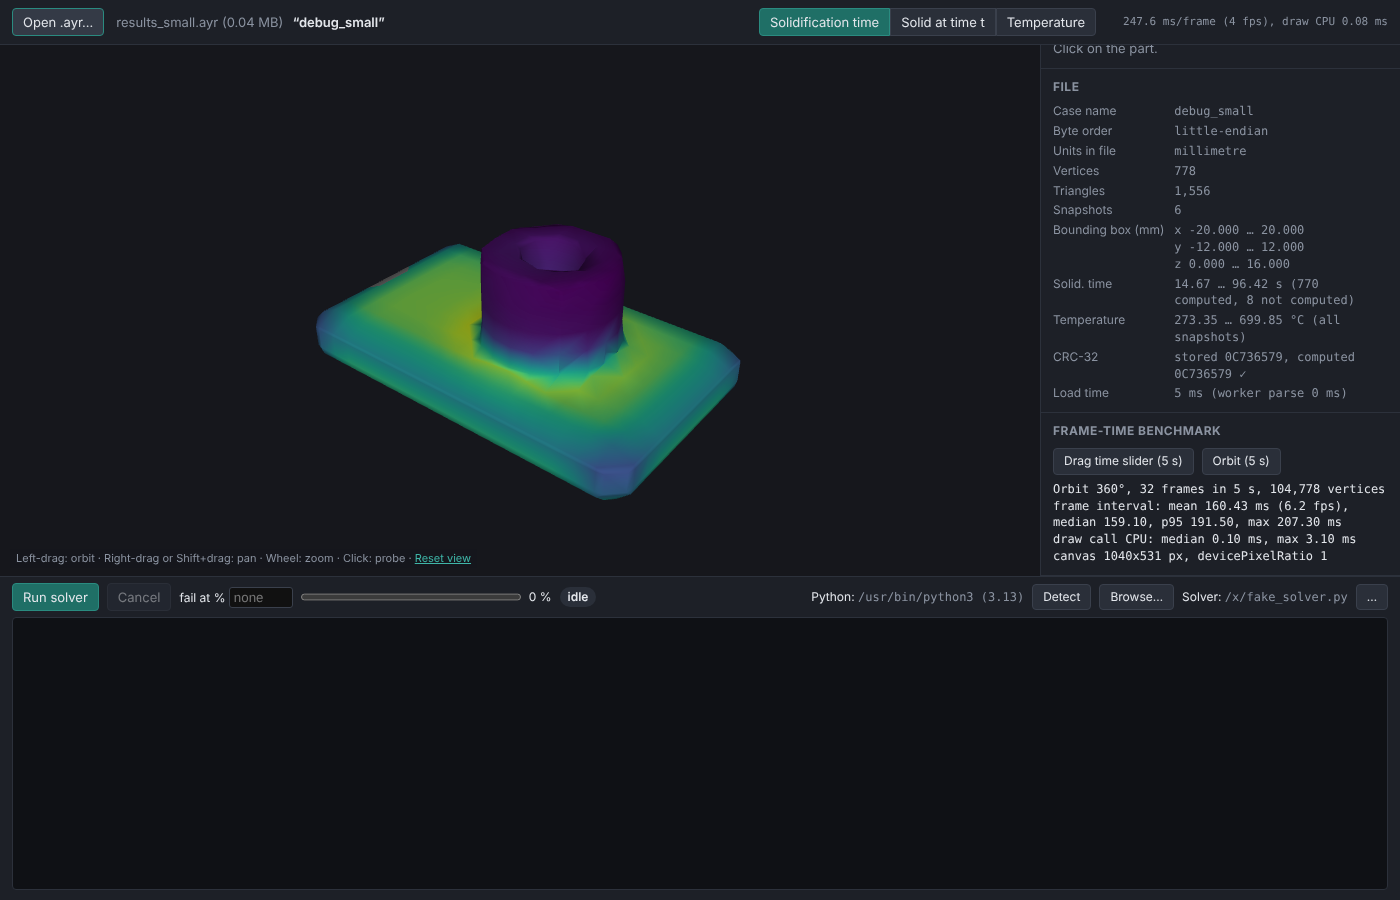 Open .ayr... results_small.ayr (0.04 MB) “debug_small” Solidification time Solid at time t Temperature 247.6 ms/frame (4 fps), draw CPU 0.08 ms
Click on the part.
FILE
Case name debug_small
Byte order little-endian
Units in file millimetre
Vertices 778
Triangles 1,556
Snapshots 6
Bounding box (mm) x -20.000 … 20.000
y -12.000 … 12.000
z 0.000 … 16.000
Solid. time 14.67 … 96.42 s (770
computed, 8 not computed)
Temperature 273.35 … 699.85 °C (all
snapshots)
CRC-32 stored 0C736579, computed
0C736579 ✓
Load time 5 ms (worker parse 0 ms)
FRAME-TIME BENCHMARK
Drag time slider (5 s) Orbit (5 s)
Orbit 360°, 32 frames in 5 s, 104,778 vertices
frame interval: mean 160.43 ms (6.2 fps),
median 159.10, p95 191.50, max 207.30 ms
draw call CPU: median 0.10 ms, max 3.10 ms
canvas 1040x531 px, devicePixelRatio 1
Left-drag: orbit · Right-drag or Shift+drag: pan · Wheel: zoom · Click: probe · Reset view
Run solver Cancel fail at % none 0 % idle Python: /usr/bin/python3 (3.13) Detect Browse... Solver: /x/fake_solver.py ...